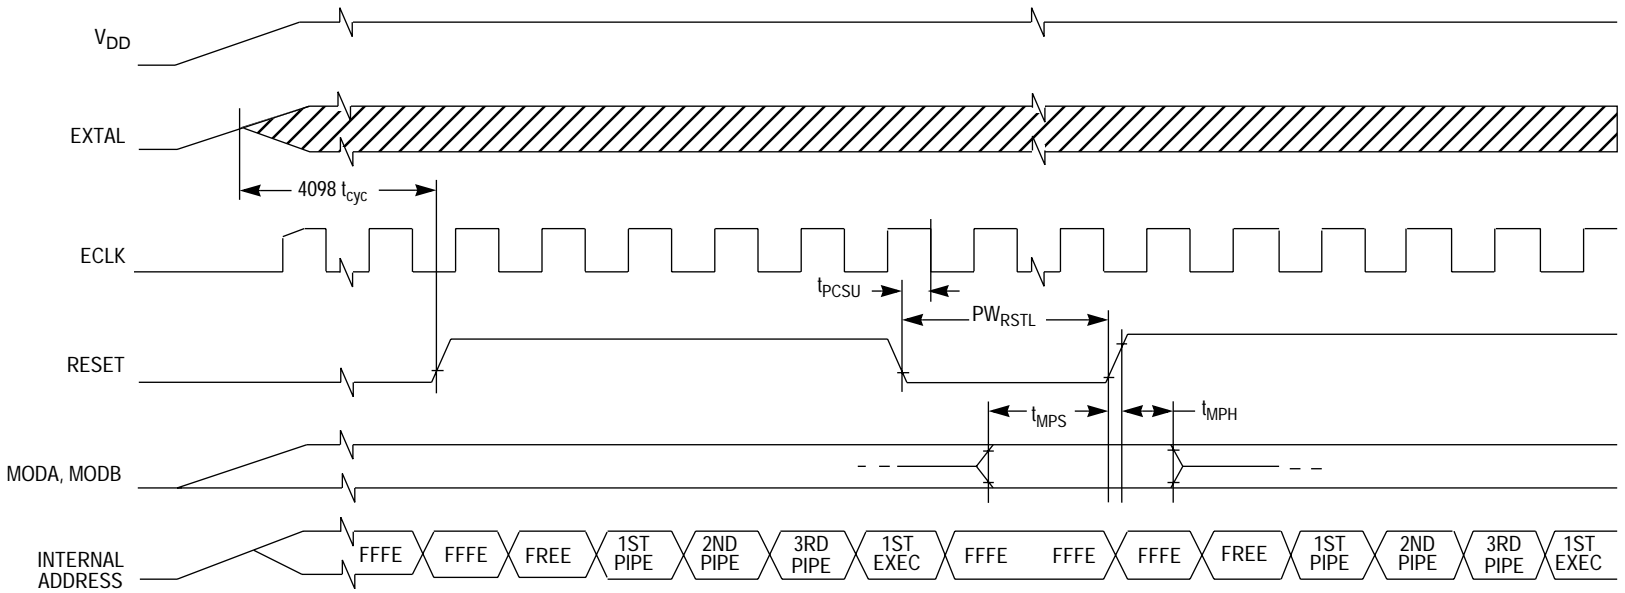 VDD
EXTAL
4098 tcyc
ECLK
tPCSU
PWRSTL
RESET
tMPS
tMPH
MODA, MODB
INTERNAL
ADDRESS
FFFE
FFFE
FREE
1ST
PIPE
2ND
PIPE
3RD
PIPE
1ST
EXEC
FFFE
FFFE
FFFE
FREE
1ST
PIPE
2ND
PIPE
3RD
PIPE
1ST
EXEC